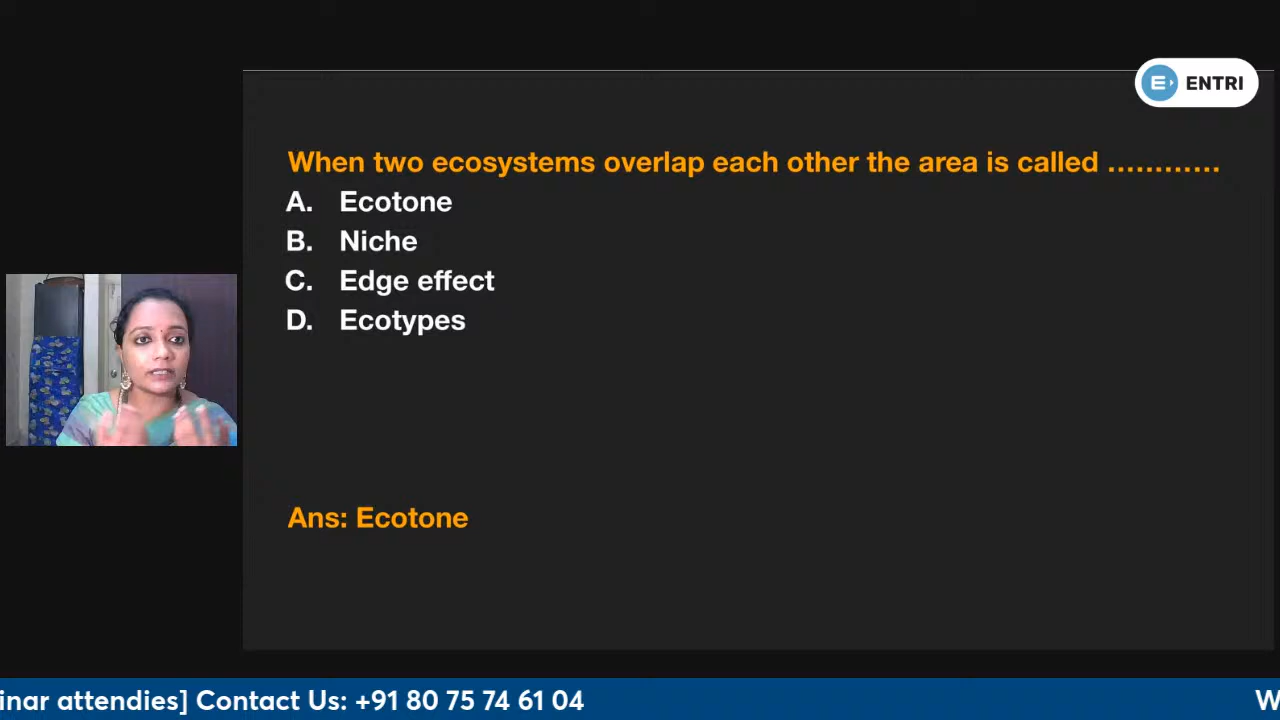 ENTRI
When two ecosystems overlap each other the area is called ............
A. Ecotone
B. Niche
C. Edge effect
D. Ecotypes
Ans: Ecotone
inar attendies] Contact Us: +91 80 75 74 61 04
W